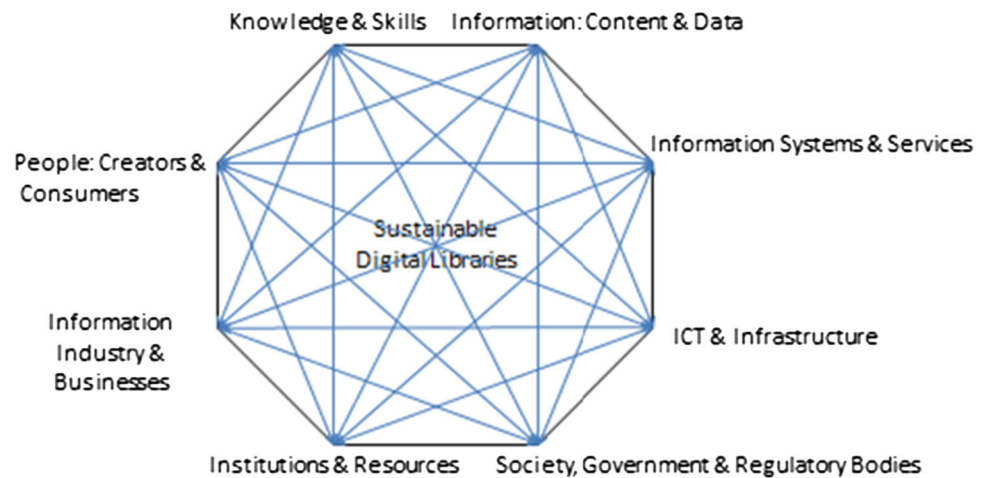 Knowledge & Skills
Information: Content & Data
Information Systems & Services
People: Creators &
Consumers
Sustainable
Digital Libraries
Information
Industry &
Businesses
ICT & Infrastructure
Institutions & Resources
Society, Government & Regulatory Bodies